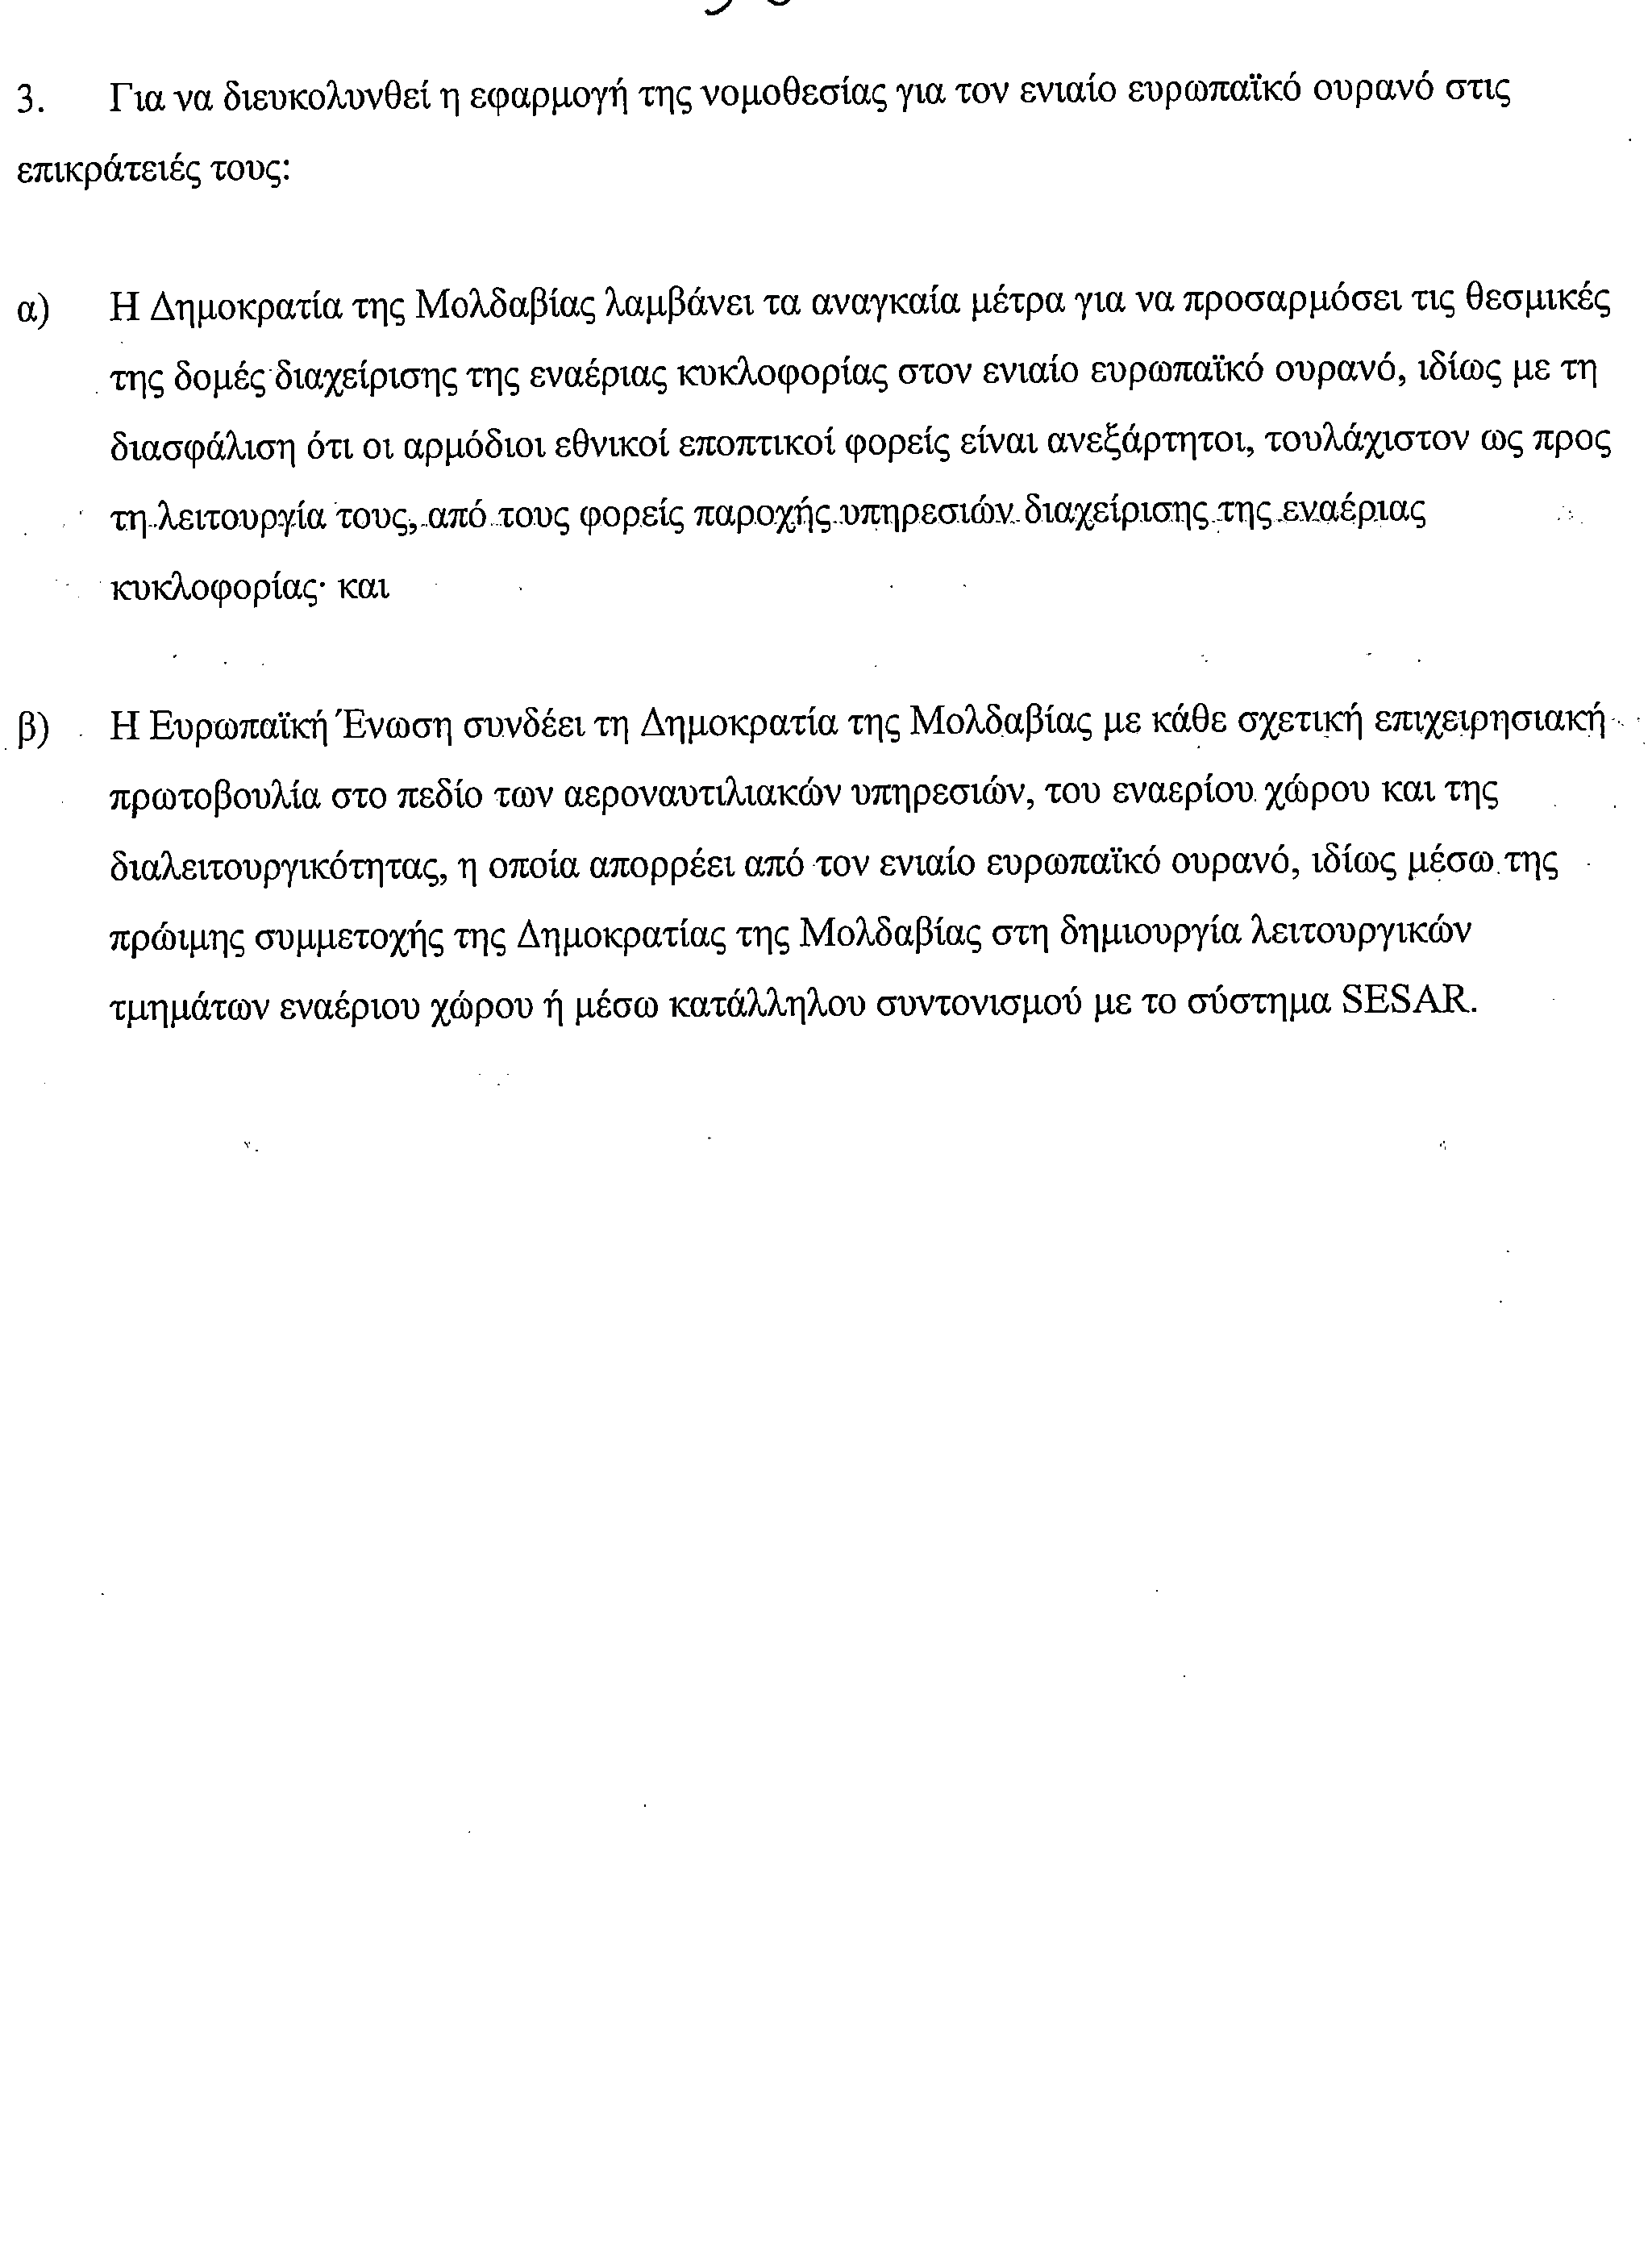 3. Για να διευκολυνθεί η εφαρμογή της νομοθεσίας για τον ενιαίο ευρωπαϊκό ουρανό στις
επικράτειές τους:
α) Η Δημοκρατία της Μολδαβίας λαμβάνει τα αναγκαία μέτρα για να προσαρμόσει τις θεσμικές
της δομές διαχείρισης της εναέριας κυκλοφορίας στον ενιαίο ευρωπαϊκό ουρανό, ιδίως με τη
διασφάλιση ότι οι αρμόδιοι εθνικοί εποπτικοί φορείς είναι ανεξάρτητοι, τουλάχιστον ως προς
τη λειτουργία τους, από τους φορείς παροχής υπηρεσιών διαχείρισης της εναέριας
κυκλοφορίας· και
β) Η Ευρωπαϊκή Ένωση συνδέει τη Δημοκρατία της Μολδαβίας με κάθε σχετική επιχειρησιακή
πρωτοβουλία στο πεδίο των αεροναυτιλιακών υπηρεσιών, του εναερίου χώρου και της
διαλειτουργικότητας, η οποία απορρέει από τον ενιαίο ευρωπαϊκό ουρανό, ιδίως μέσω της
πρώιμης συμμετοχής της Δημοκρατίας της Μολδαβίας στη δημιουργία λειτουργικών
τμημάτων εναέριου χώρου ή μέσω κατάλληλου συντονισμού με το σύστημα SESAR.